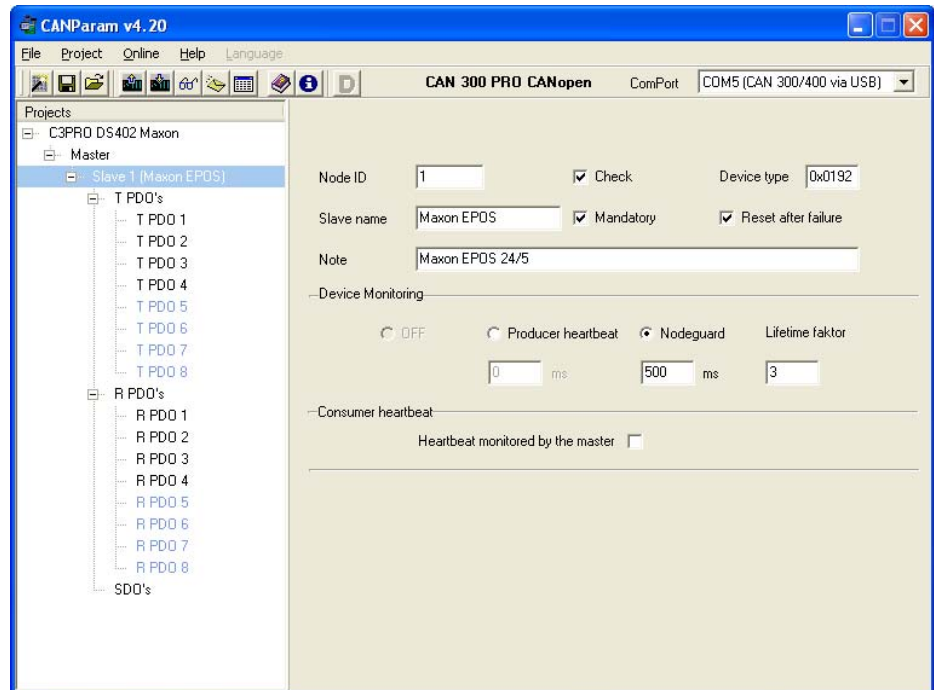 CANParam v4.20
File Project Online Help Language
D CAN 300 PRO CANopen ComPort COM5 (CAN 300/400 via USB)
Projects
C3PRO DS402 Maxon
Master
Slave 1 (Maxon EPOS)
T PDO's
T PDO 1
T PDO 2
T PDO 3
T PDO 4
T PDO 5
T PDO 6
T PDO 7
T PDO 8
R PDO's
R PDO 1
R PDO 2
R PDO 3
R PDO 4
R PDO 5
R PDO 6
R PDO 7
R PDO 8
SDO's
Node ID 1 Check Device type 0x0192
Slave name Maxon EPOS Mandatory Reset after failure
Note Maxon EPOS 24/5
Device Monitoring
OFF Producer heartbeat Nodeguard Lifetime faktor
0 ms 500 ms 3
Consumer heartbeat
Heartbeat monitored by the master